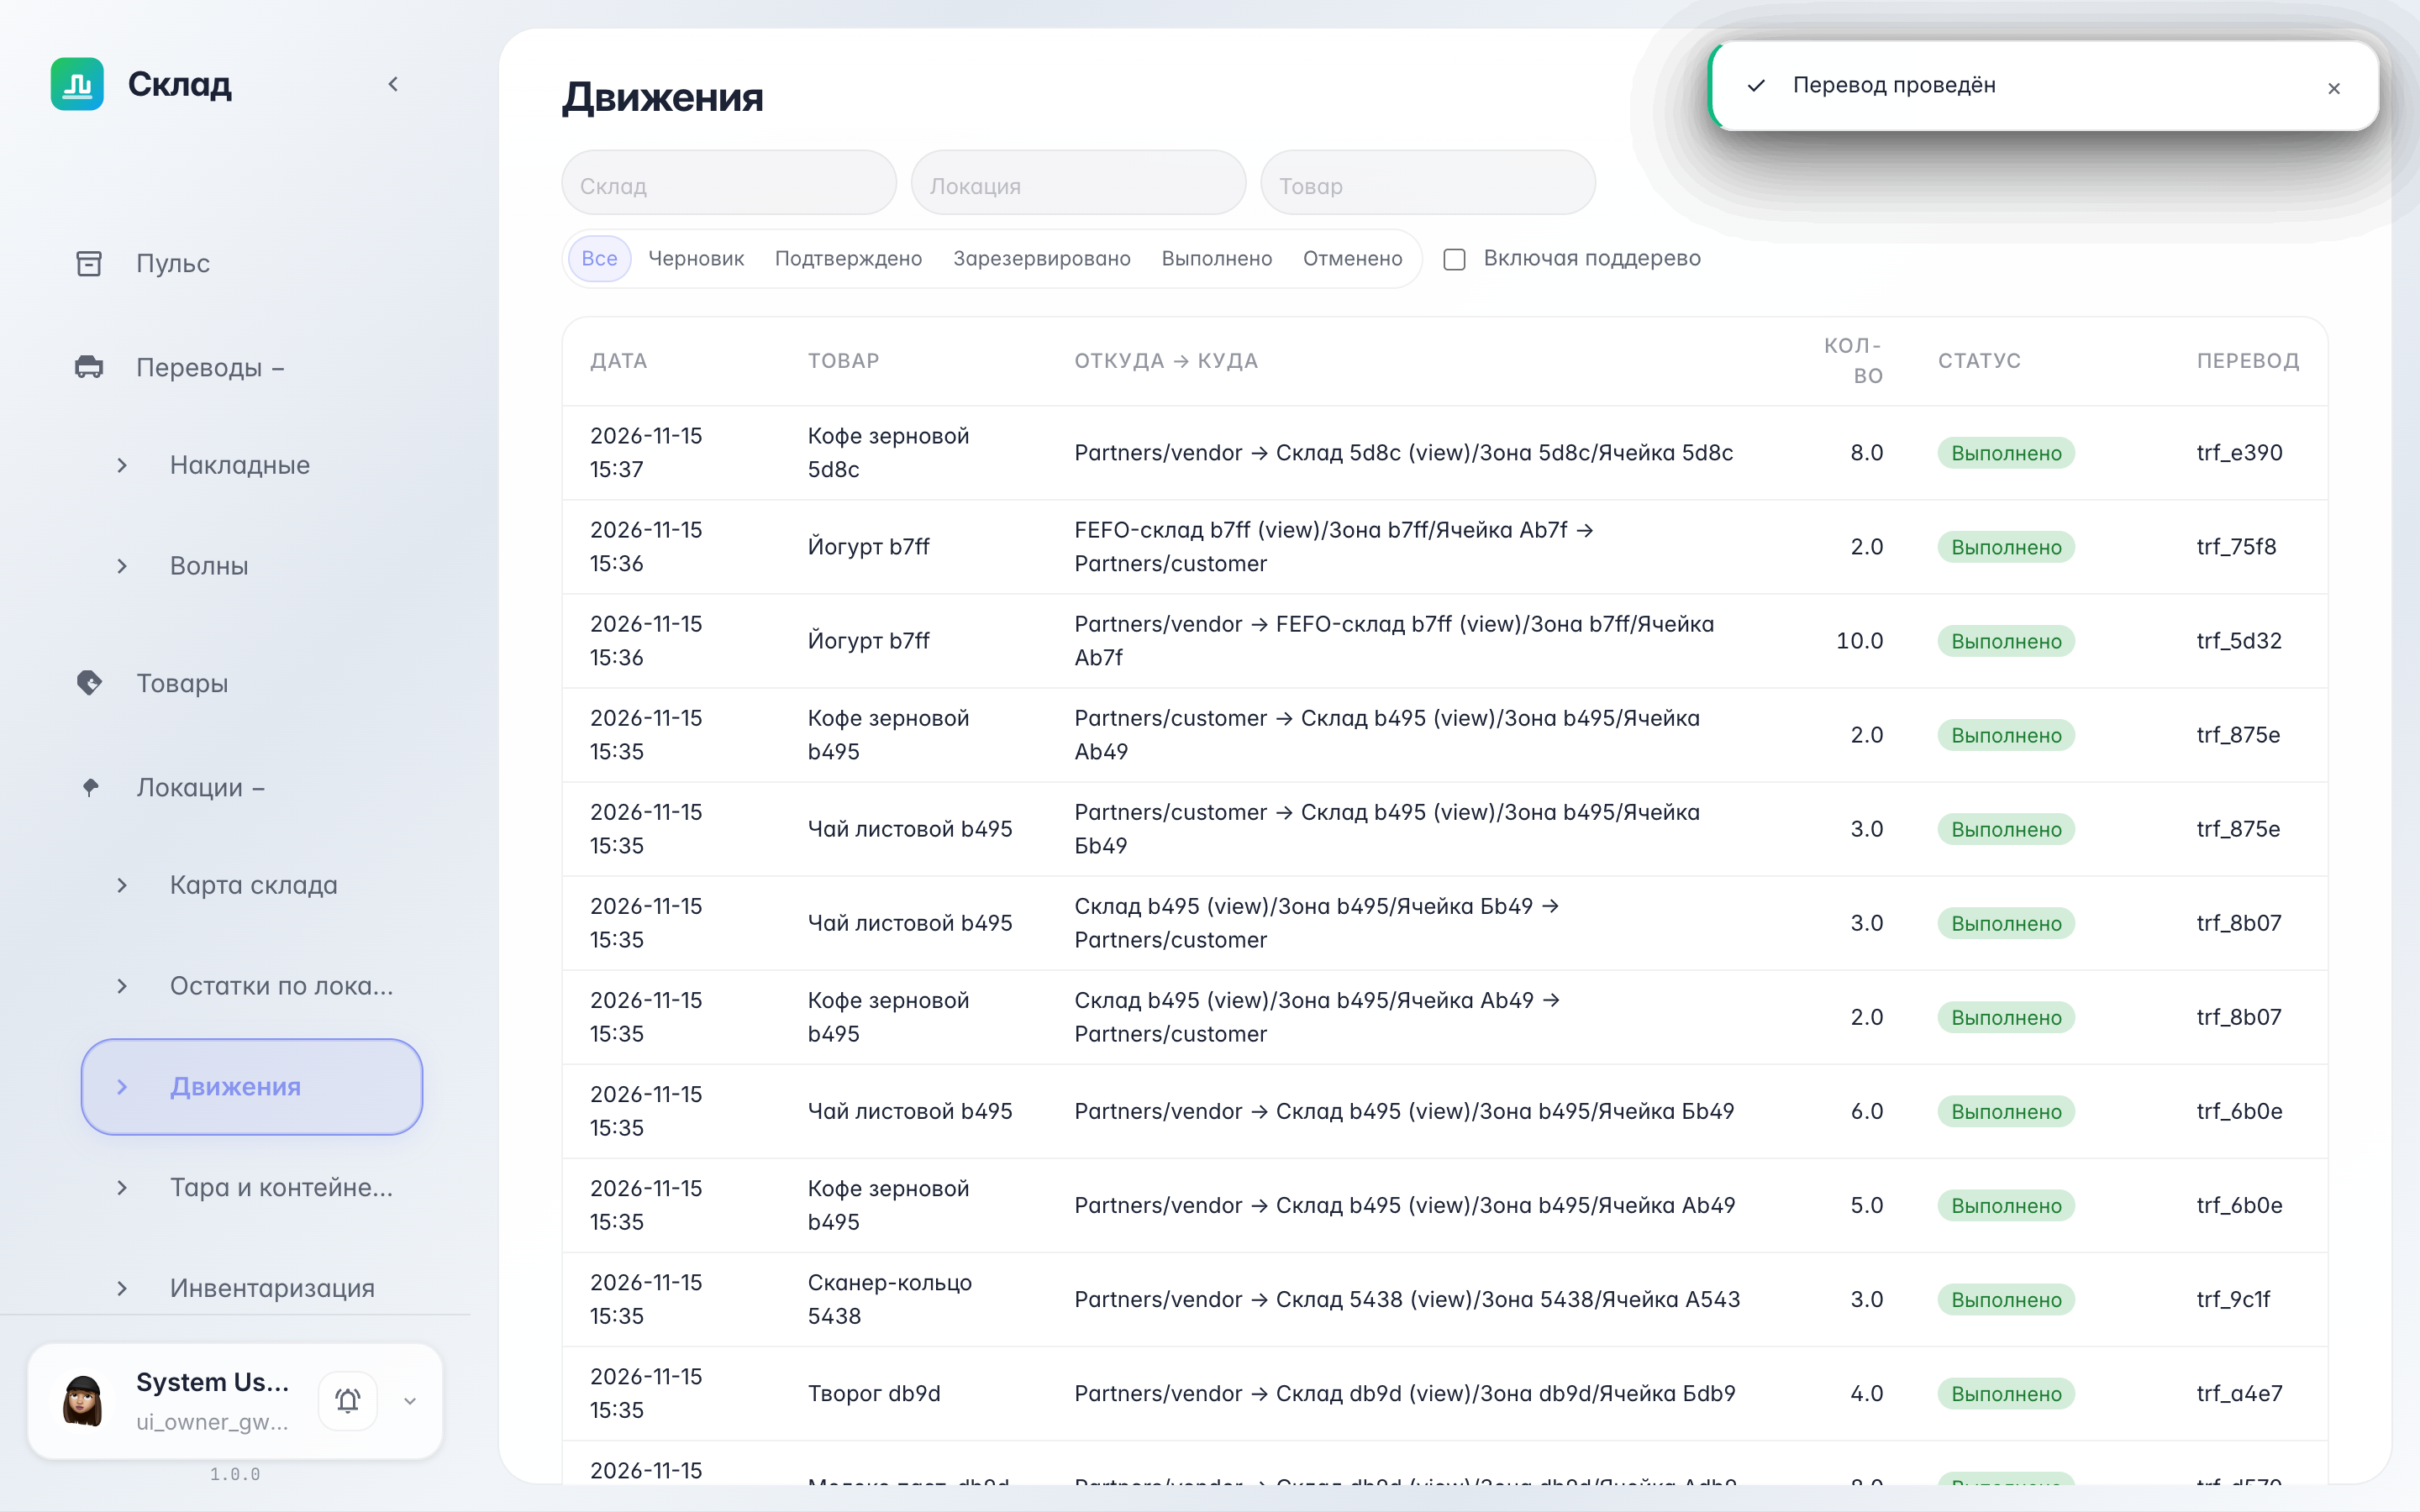 Склад
Пульс
Переводы –
Накладные
Волны
Товары
Локации –
Карта склада
Остатки по лока...
Движения
Тара и контейне...
Инвентаризация
System Us...
ui_owner_gw...
1.0.0
Движения
Перевод проведён
Склад
Локация
Товар
Все Черновик Подтверждено Зарезервировано Выполнено Отменено
Включая поддерево
ДАТА ТОВАР ОТКУДА → КУДА КОЛ-
ВО СТАТУС ПЕРЕВОД
2026-11-15
15:37
Кофе зерновой
5d8c
Partners/vendor → Склад 5d8c (view)/Зона 5d8c/Ячейка 5d8c
8.0 Выполнено trf_e390
2026-11-15
15:36
Йогурт b7ff
FEFO-склад b7ff (view)/Зона b7ff/Ячейка Ab7f →
Partners/customer
2.0 Выполнено trf_75f8
2026-11-15
15:36
Йогурт b7ff
Partners/vendor → FEFO-склад b7ff (view)/Зона b7ff/Ячейка
Ab7f
10.0 Выполнено trf_5d32
2026-11-15
15:35
Кофе зерновой
b495
Partners/customer → Склад b495 (view)/Зона b495/Ячейка
Ab49
2.0 Выполнено trf_875e
2026-11-15
15:35
Чай листовой b495
Partners/customer → Склад b495 (view)/Зона b495/Ячейка
Бb49
3.0 Выполнено trf_875e
2026-11-15
15:35
Чай листовой b495
Склад b495 (view)/Зона b495/Ячейка Бb49 →
Partners/customer
3.0 Выполнено trf_8b07
2026-11-15
15:35
Кофе зерновой
b495
Склад b495 (view)/Зона b495/Ячейка Ab49 →
Partners/customer
2.0 Выполнено trf_8b07
2026-11-15
15:35
Чай листовой b495
Partners/vendor → Склад b495 (view)/Зона b495/Ячейка Бb49
6.0 Выполнено trf_6b0e
2026-11-15
15:35
Кофе зерновой
b495
Partners/vendor → Склад b495 (view)/Зона b495/Ячейка Ab49
5.0 Выполнено trf_6b0e
2026-11-15
15:35
Сканер-кольцо
5438
Partners/vendor → Склад 5438 (view)/Зона 5438/Ячейка A543
3.0 Выполнено trf_9c1f
2026-11-15
15:35
Творог db9d
Partners/vendor → Склад db9d (view)/Зона db9d/Ячейка Бdb9
4.0 Выполнено trf_a4e7
2026-11-15